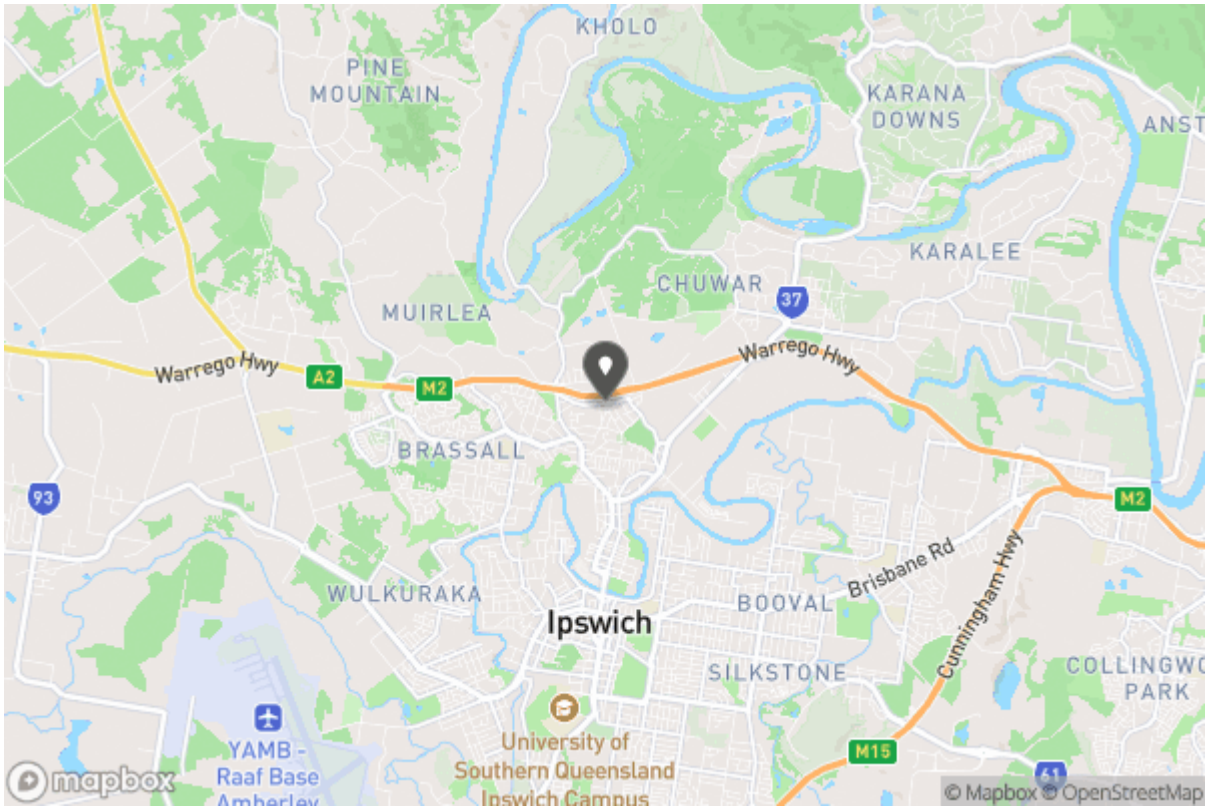 KHOLO
PINE
MOUNTAIN
KARANA
DOWNS
ANST
KARALEE
CHUWAR
37
MUIRLEA
Warrego Hwy
Warrego Hwy
A2
M2
BRASSALL
93
M2
Brisbane Rd
Cunningham Hwy
WULKURAKA
BOOVAL
Ipswich
SILKSTONE
COLLINGWO
PARK
YAMB -
Raaf Base
Amberley
University of
Southern Queensland
Ipswich Campus
M15
61
mapbox
© Mapbox © OpenStreetMap